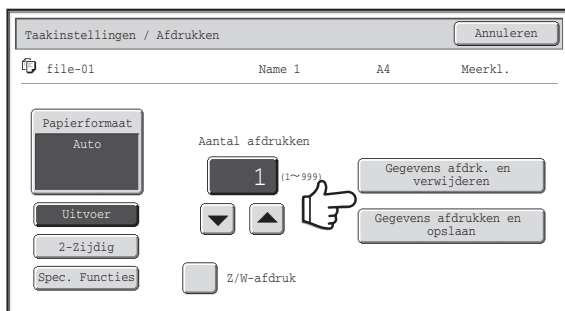 Taakinstellingen / Afdrukken
Annuleren
file-01 Name 1 A4 Meerkl.
Papierformaat
Auto
Aantal afdrukken
1 (1~999)
Gegevens afdrk. en
verwijderen
Uitvoer
Gegevens afdrukken en
opslaan
2-Zijdig
Spec. Functies
Z/W-afdruk